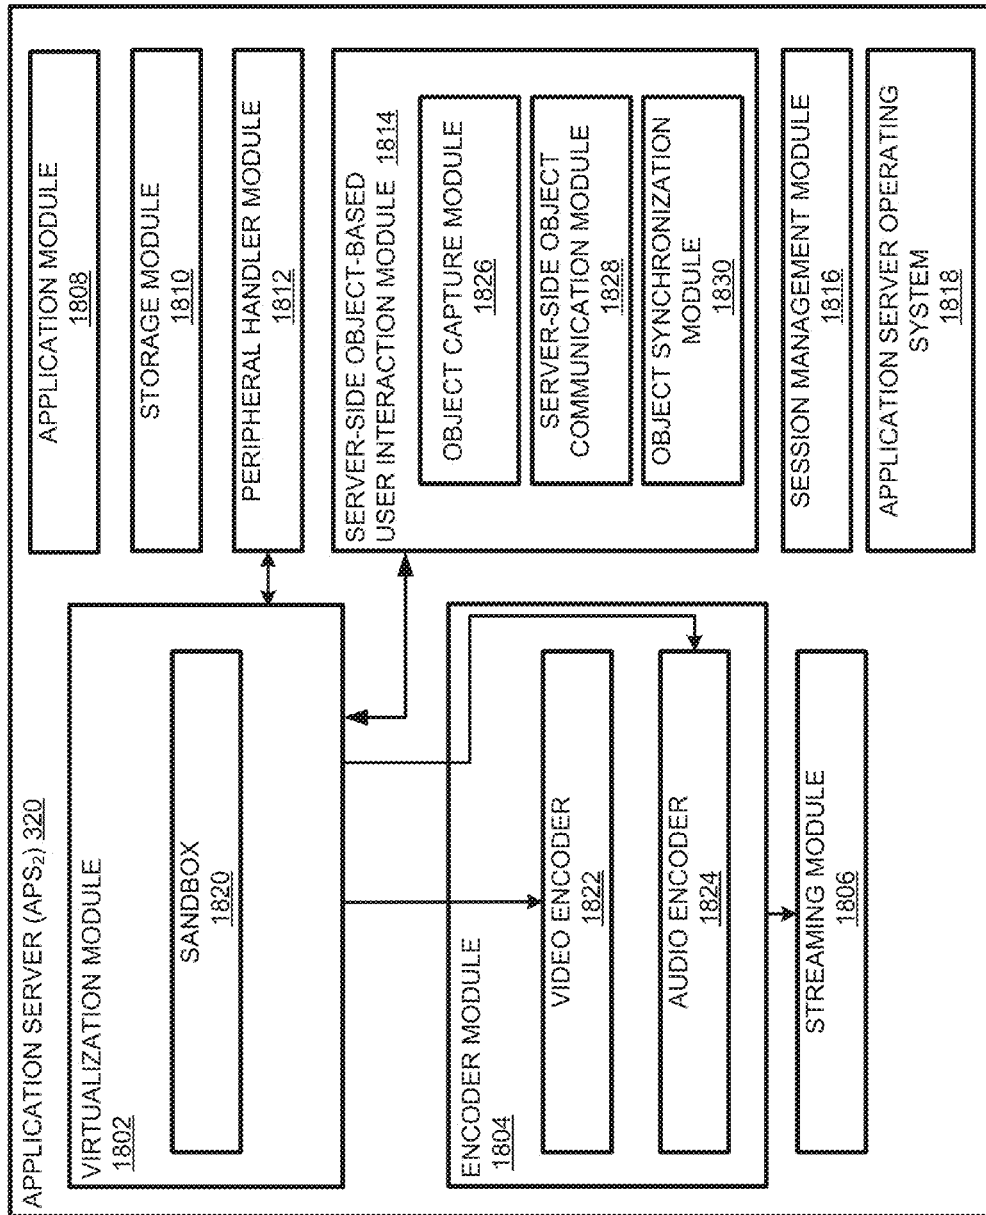 APPLICATION SERVER (APS₂) 320
VIRTUALIZATION MODULE
1802
SANDBOX
1820
ENCODER MODULE
1804
VIDEO ENCODER
1822
AUDIO ENCODER
1824
STREAMING MODULE
1806
APPLICATION MODULE
1808
STORAGE MODULE
1810
PERIPHERAL HANDLER MODULE
1812
SERVER-SIDE OBJECT-BASED
USER INTERACTION MODULE 1814
OBJECT CAPTURE MODULE
1826
SERVER-SIDE OBJECT
COMMUNICATION MODULE
1828
OBJECT SYNCHRONIZATION
MODULE
1830
SESSION MANAGEMENT MODULE
1816
APPLICATION SERVER OPERATING
SYSTEM
1818